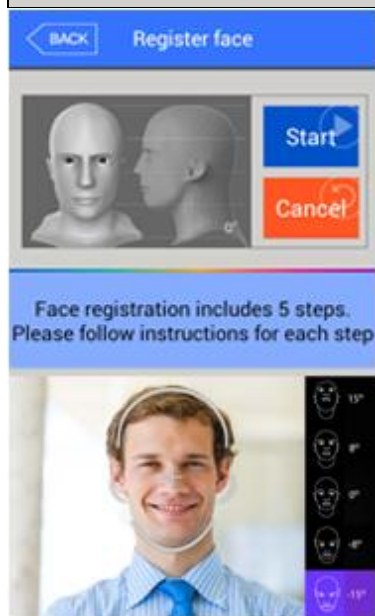 BACK
Register face
Start
Cancel
0°
Face registration includes 5 steps.
Please follow instructions for each step
15°
8°
0°
-8°
-15°